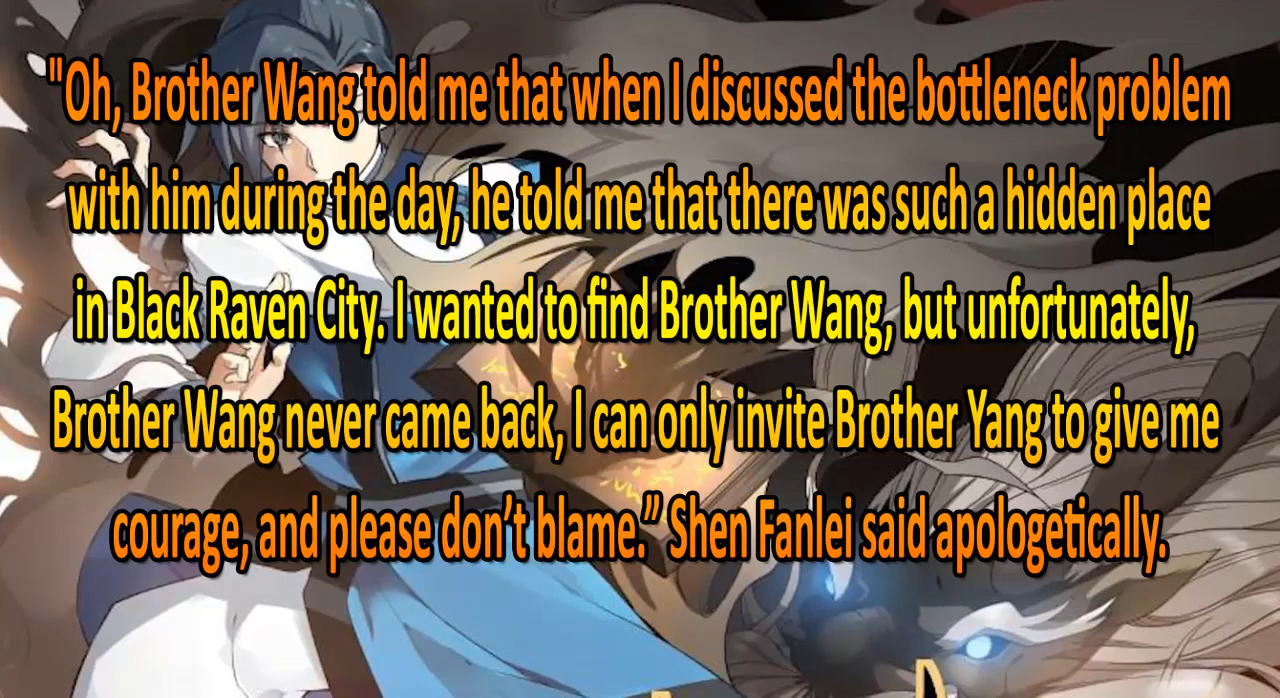 "Oh, Brother Wang told me that when I discussed the bottleneck problem
with him during the day, he told me that there was such a hidden place
in Black Raven City. I wanted to find Brother Wang, but unfortunately,
Brother Wang never came back, I can only invite Brother Yang to give me
courage, and please don’t blame.” Shen Fanlei said apologetically.